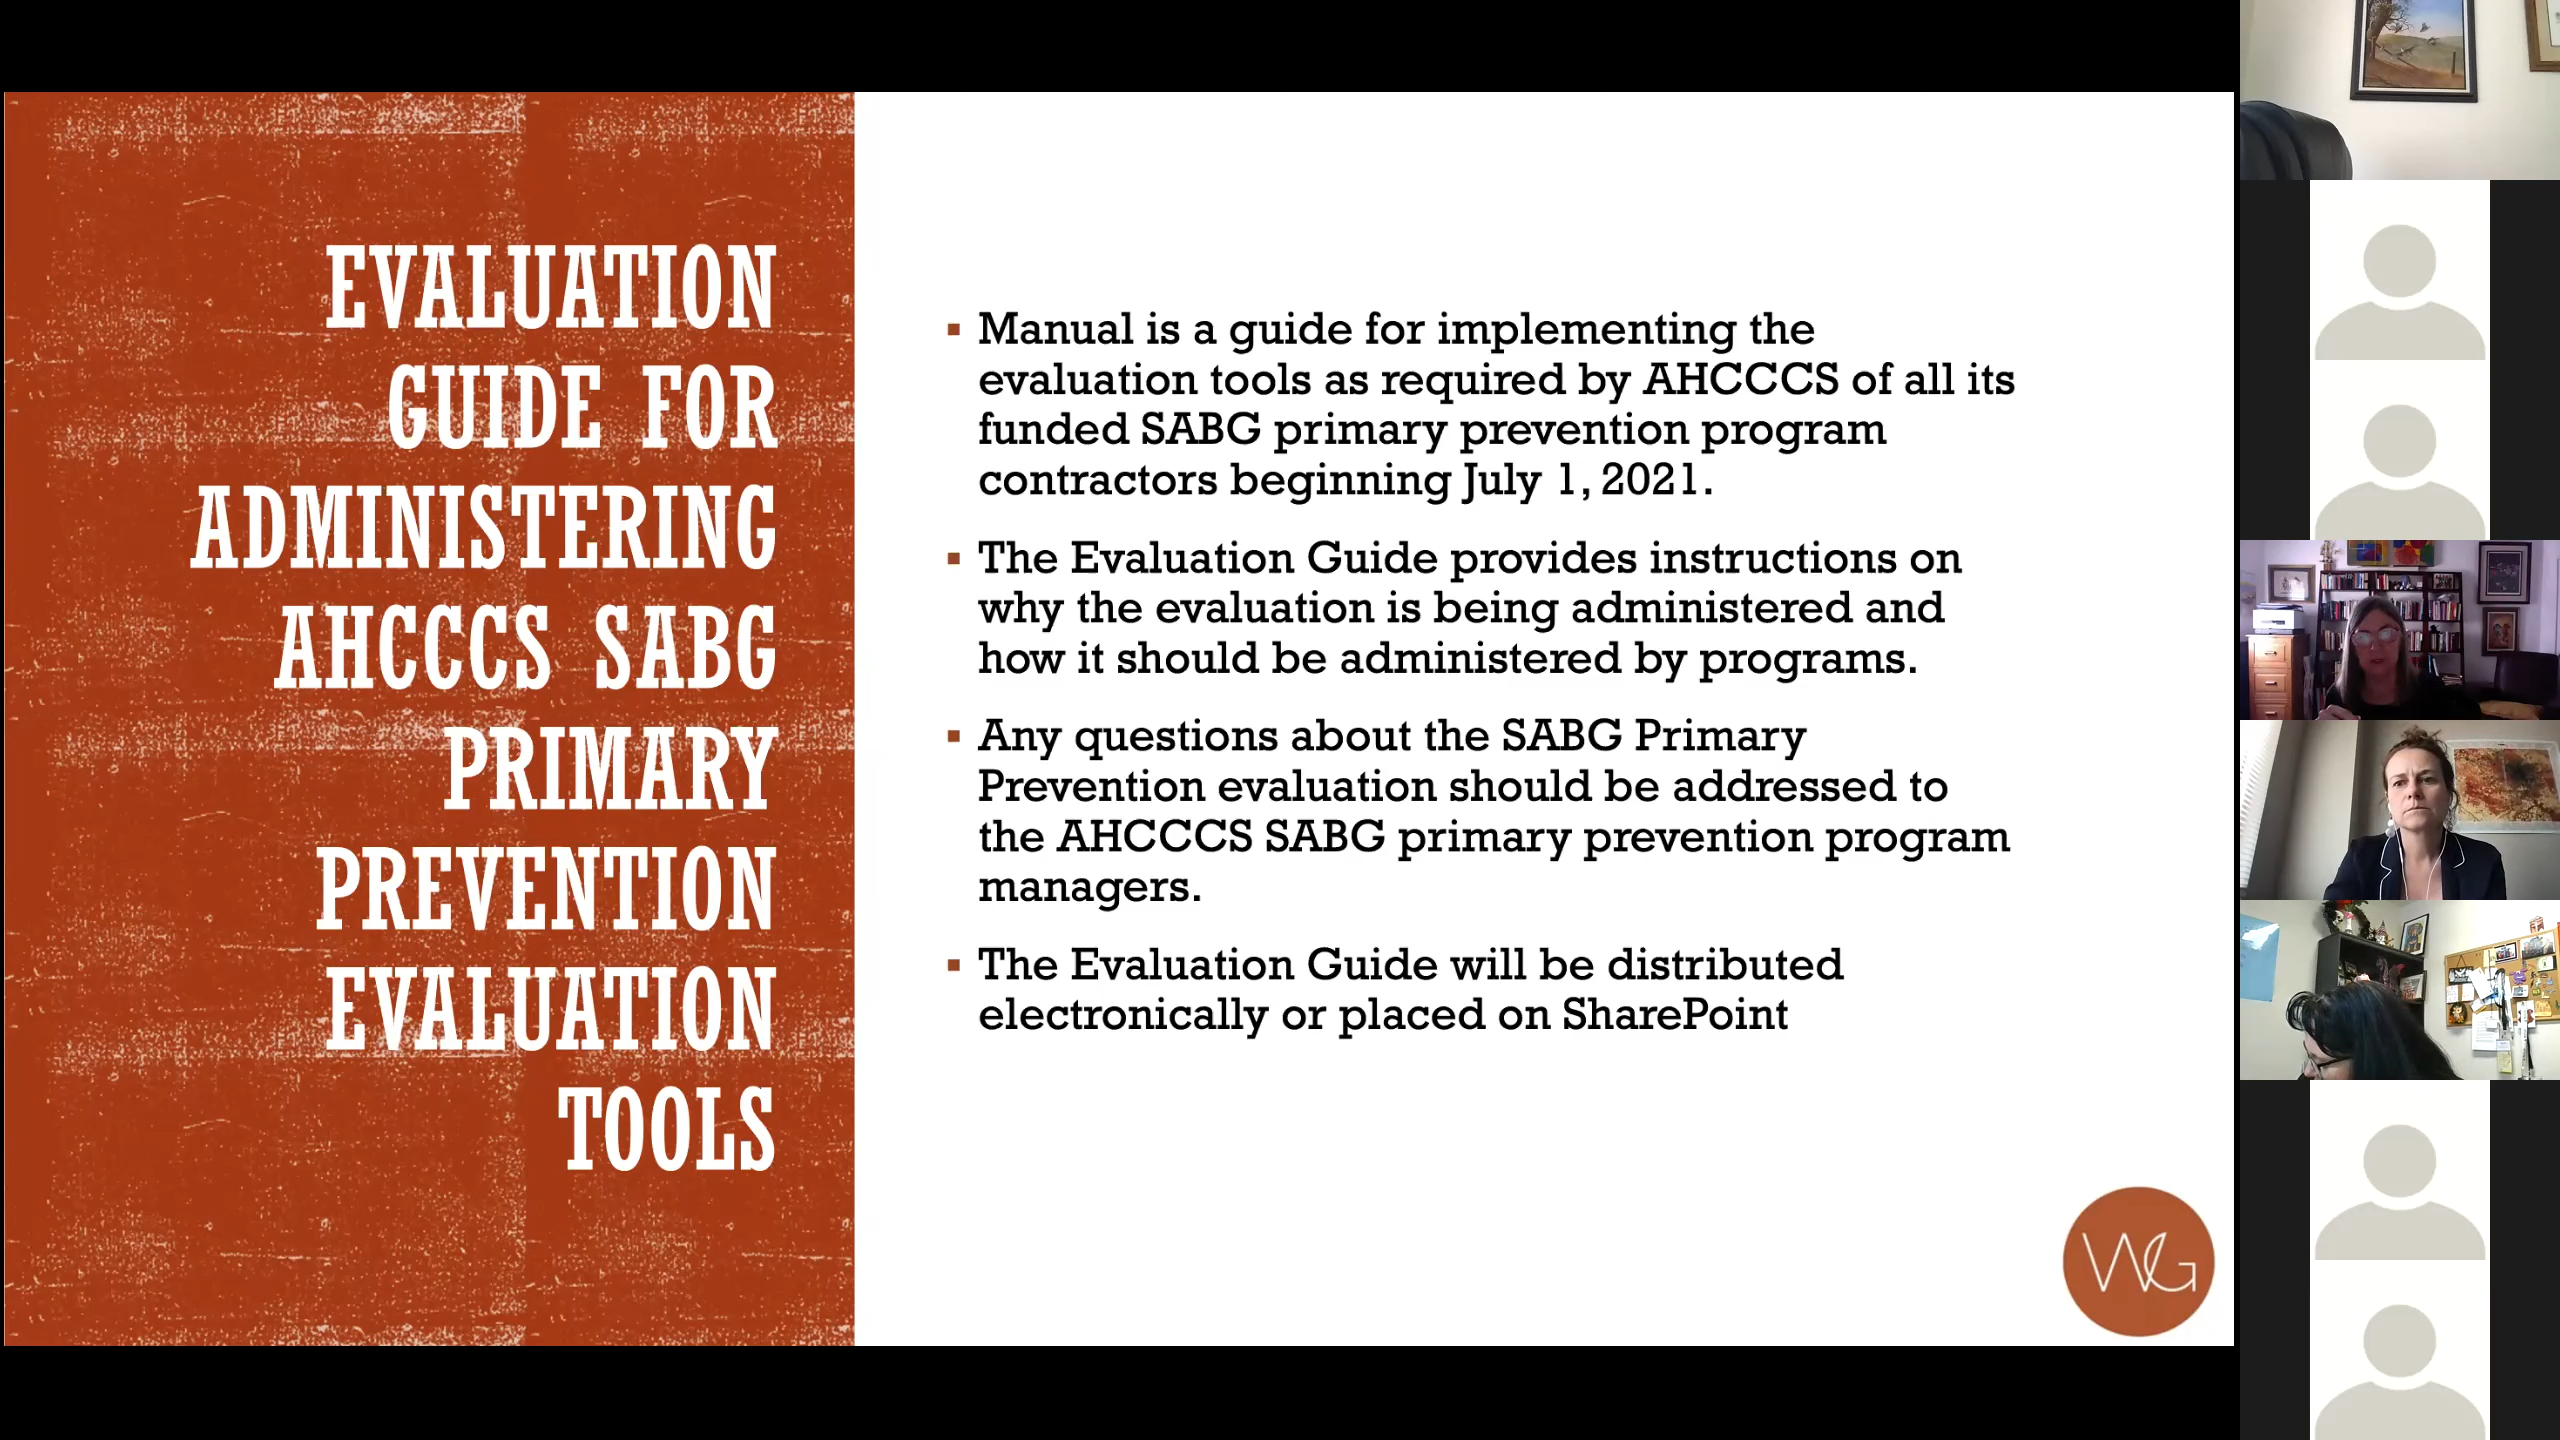 EVALUATION
GUIDE FOR
ADMINISTERING
AHCCCS SABG
PRIMARY
PREVENTION
EVALUATION
TOOLS
▪ Manual is a guide for implementing the
evaluation tools as required by AHCCCS of all its
funded SABG primary prevention program
contractors beginning July 1, 2021.
▪ The Evaluation Guide provides instructions on
why the evaluation is being administered and
how it should be administered by programs.
▪ Any questions about the SABG Primary
Prevention evaluation should be addressed to
the AHCCCS SABG primary prevention program
managers.
▪ The Evaluation Guide will be distributed
electronically or placed on SharePoint
WG